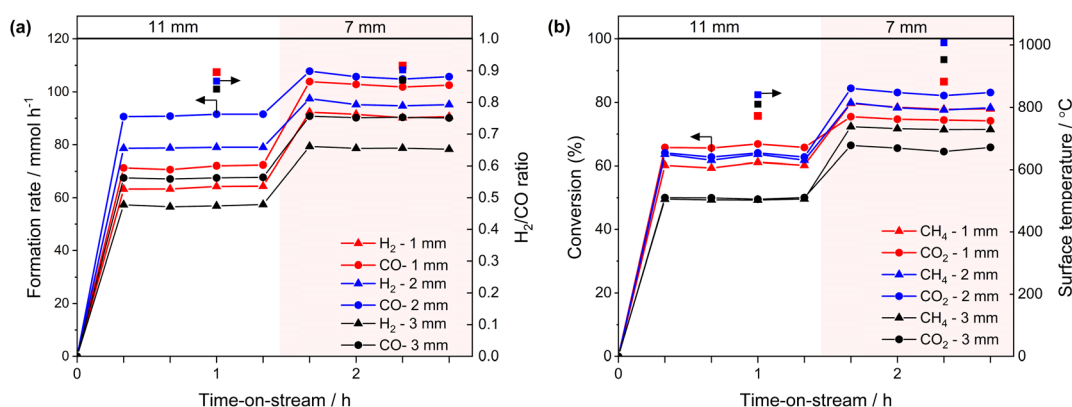 (a)
11 mm
7 mm
120
100
80
60
40
20
0
Formation rate / mmol h⁻¹
1.0
0.9
0.8
0.7
0.6
0.5
0.4
0.3
0.2
0.1
0.0
H₂/CO ratio
H₂ - 1 mm
CO- 1 mm
H₂ - 2 mm
CO- 2 mm
H₂ - 3 mm
CO- 3 mm
0
1
2
Time-on-stream / h
(b)
11 mm
7 mm
100
80
60
40
20
0
Conversion (%)
1000
800
600
400
200
0
Surface temperature / °C
CH₄ - 1 mm
CO₂ - 1 mm
CH₄ - 2 mm
CO₂ - 2 mm
CH₄ - 3 mm
CO₂ - 3 mm
0
1
2
Time-on-stream / h